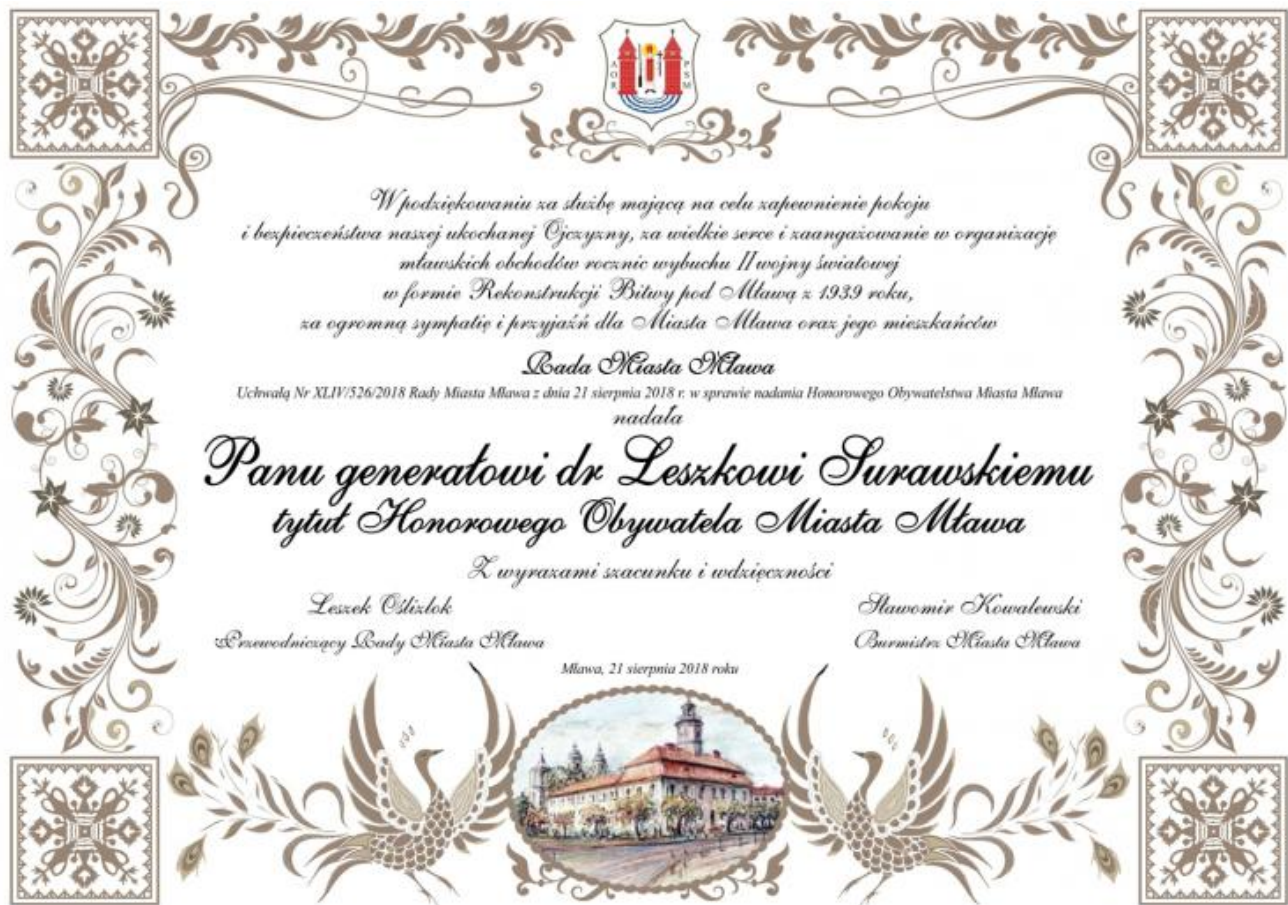 AOR
PSM
W podziękowaniu za służbę mającą na celu zapewnienie pokoju
i bezpieczeństwa naszej ukochanej Ojczyzny, za wielkie serce i zaangażowanie w organizację
mławskich obchodów rocznic wybuchu II wojny światowej
w formie Rekonstrukcji Bitwy pod Mławą z 1939 roku,
za ogromną sympatię i przyjaźń dla Miasta Mława oraz jego mieszkańców
Rada Miasta Mława
Uchwałą Nr XLIV/526/2018 Rady Miasta Mława z dnia 21 sierpnia 2018 r. w sprawie nadania Honorowego Obywatelstwa Miasta Mława
nadała
Panu generałowi dr Leszkowi Surawskiemu
tytuł Honorowego Obywatela Miasta Mława
Z wyrazami szacunku i wdzięczności
Leszek Ośliźlok
Przewodniczący Rady Miasta Mława
Sławomir Kowalewski
Burmistrz Miasta Mława
Mława, 21 sierpnia 2018 roku